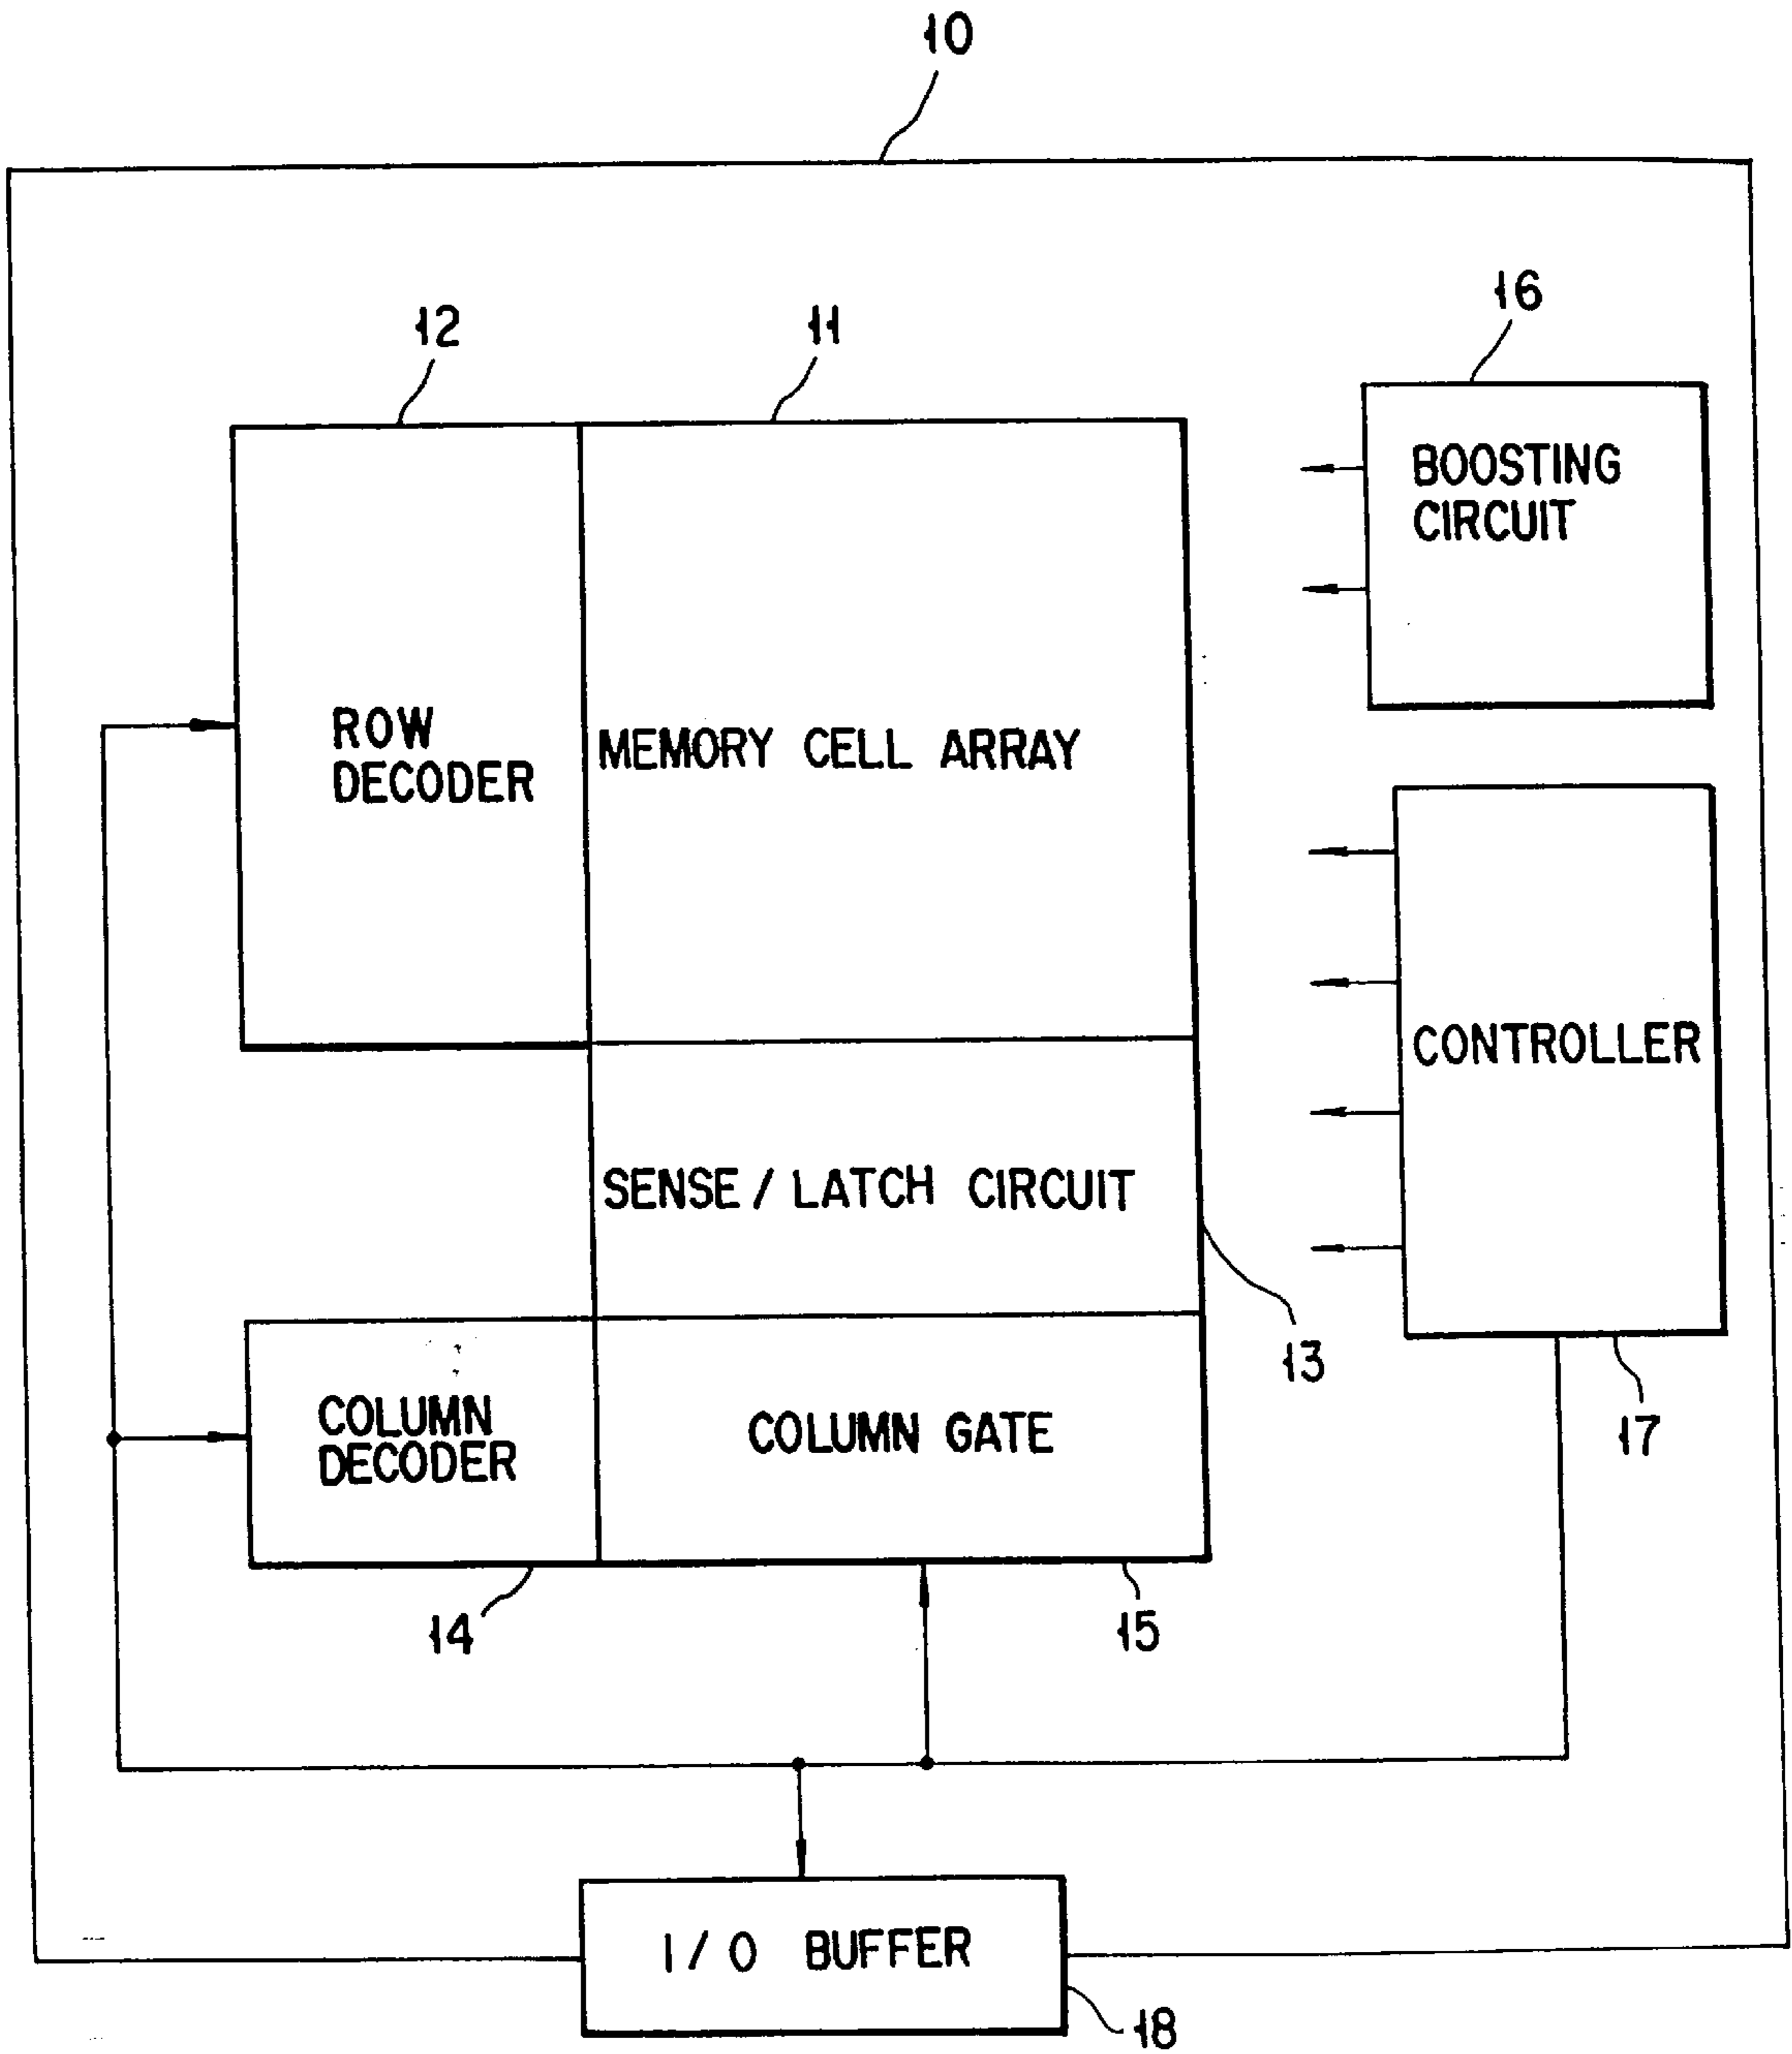 10
16
12
11
BOOSTING
CIRCUIT
ROW
DECODER
MEMORY CELL ARRAY
CONTROLLER
SENSE / LATCH CIRCUIT
13
17
COLUMN
DECODER
COLUMN GATE
14
15
I/O BUFFER
18